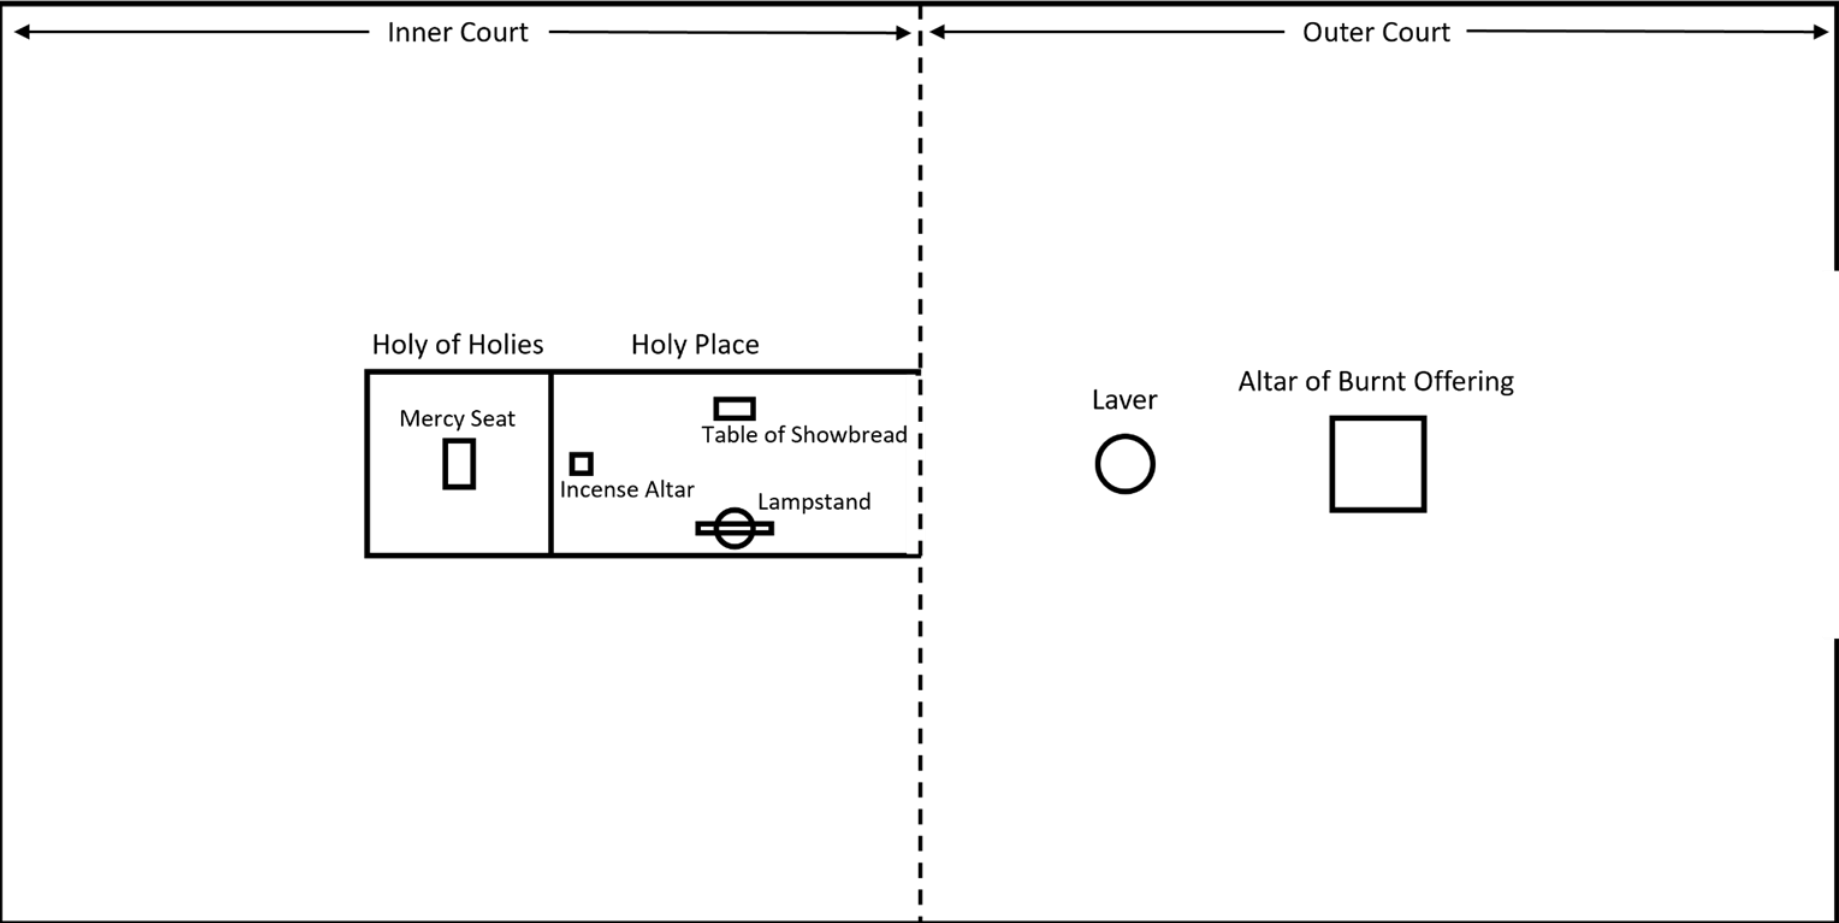 Inner Court
Outer Court
Holy of Holies
Holy Place
Mercy Seat
Table of Showbread
Incense Altar
Lampstand
Laver
Altar of Burnt Offering